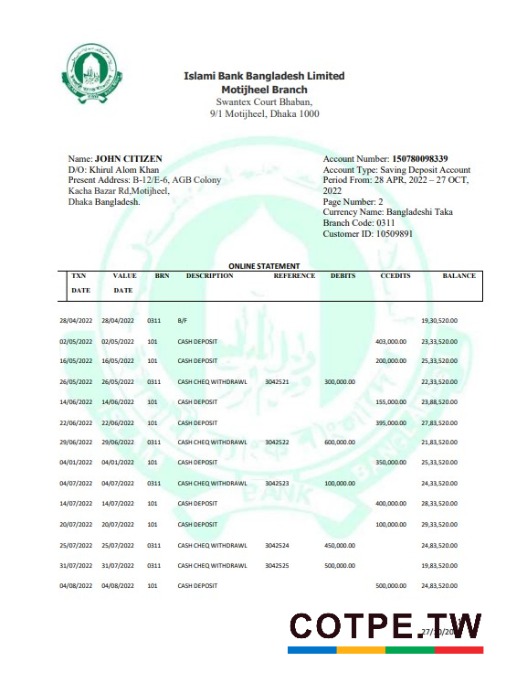 Islami Bank Bangladesh Limited
Motijheel Branch
Swantex Court Bhaban,
9/1 Motijheel, Dhaka 1000
Name: JOHN CITIZEN
D/O: Khirul Alom Khan
Present Address: B-12/E-6, AGB Colony
Kacha Bazar Rd,Motijheel,
Dhaka Bangladesh.
Account Number: 150780098339
Account Type: Saving Deposit Account
Period From: 28 APR, 2022 – 27 OCT,
2022
Page Number: 2
Currency Name: Bangladeshi Taka
Branch Code: 0311
Customer ID: 10509891
ONLINE STATEMENT
TXN DATE VALUE DATE BRN DESCRIPTION REFERENCE DEBITS CCEDITS BALANCE
28/04/2022 28/04/2022 0311 B/F 19,30,520.00
02/05/2022 02/05/2022 101 CASH DEPOSIT 403,000.00 23,33,520.00
16/05/2022 16/05/2022 101 CASH DEPOSIT 200,000.00 25,33,520.00
26/05/2022 26/05/2022 0311 CASH CHEQ WITHDRAWL 3042521 300,000.00 22,33,520.00
14/06/2022 14/06/2022 101 CASH DEPOSIT 155,000.00 23,88,520.00
22/06/2022 22/06/2022 101 CASH DEPOSIT 395,000.00 27,83,520.00
29/06/2022 29/06/2022 0311 CASH CHEQ WITHDRAWL 3042522 600,000.00 21,83,520.00
04/01/2022 04/01/2022 101 CASH DEPOSIT 350,000.00 25,33,520.00
04/07/2022 04/07/2022 0311 CASH CHEQ WITHDRAWL 3042523 100,000.00 24,33,520.00
14/07/2022 14/07/2022 101 CASH DEPOSIT 400,000.00 28,33,520.00
20/07/2022 20/07/2022 101 CASH DEPOSIT 100,000.00 29,33,520.00
25/07/2022 25/07/2022 0311 CASH CHEQ WITHDRAWL 3042524 450,000.00 24,83,520.00
31/07/2022 31/07/2022 0311 CASH CHEQ WITHDRAWL 3042525 500,000.00 19,83,520.00
04/08/2022 04/08/2022 101 CASH DEPOSIT 500,000.00 24,83,520.00
COTPE.TW